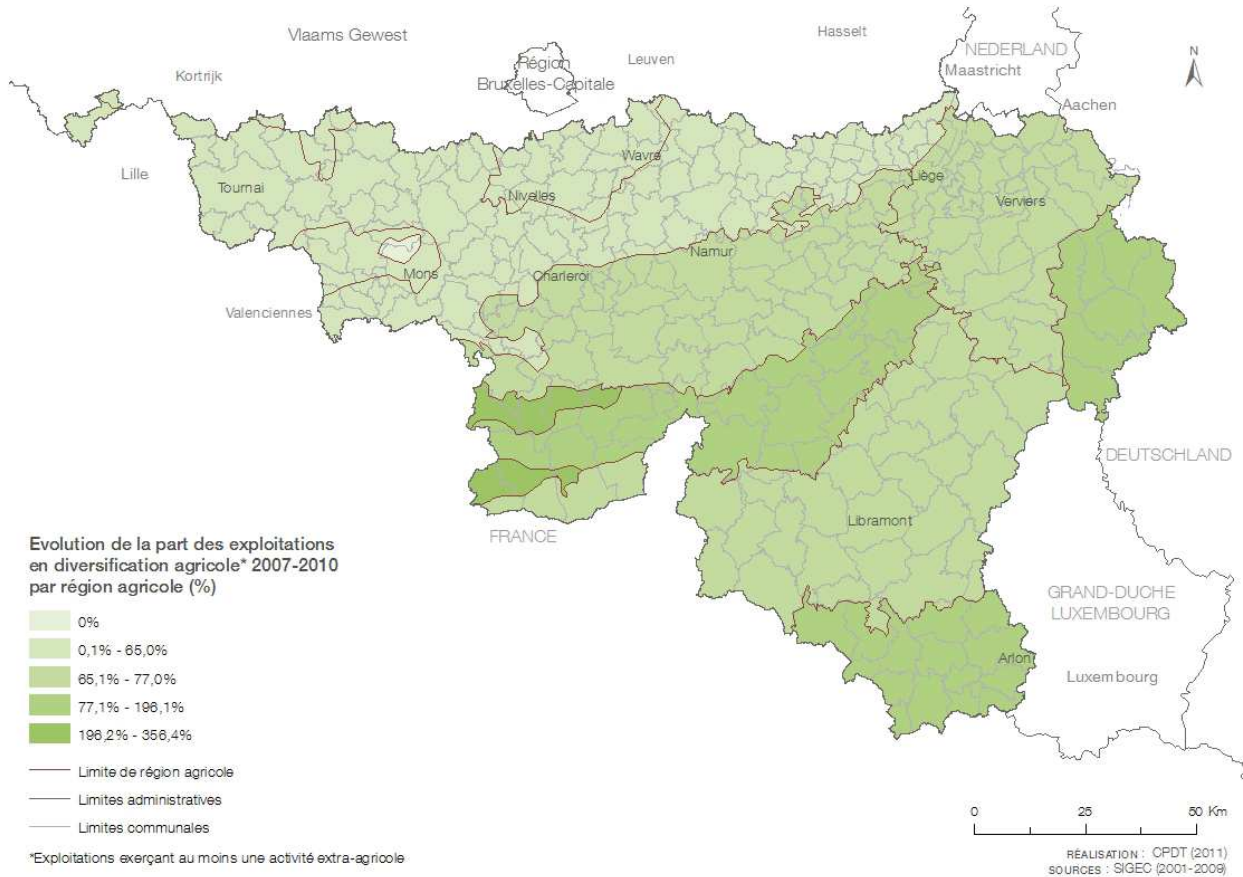 Vlaams Gewest
Hasselt
NEDERLAND
Maastricht
N
Kortrijk
Région
Bruxelles-Capitale
Leuven
Aachen
Lille
Tournai
Wavre
Nivelles
Liège
Verviers
Mons
Charleroi
Namur
Valenciennes
DEUTSCHLAND
Libramont
FRANCE
GRAND-DUCHE
LUXEMBOURG
Arlon
Luxembourg
Evolution de la part des exploitations
en diversification agricole* 2007-2010
par région agricole (%)
0%
0,1% - 65,0%
65,1% - 77,0%
77,1% - 196,1%
196,2% - 356,4%
Limite de région agricole
Limites administratives
Limites communales
*Exploitations exerçant au moins une activité extra-agricole
0 25 50 Km
RÉALISATION : CPDT (2011)
SOURCES : SIGEC (2001-2009)